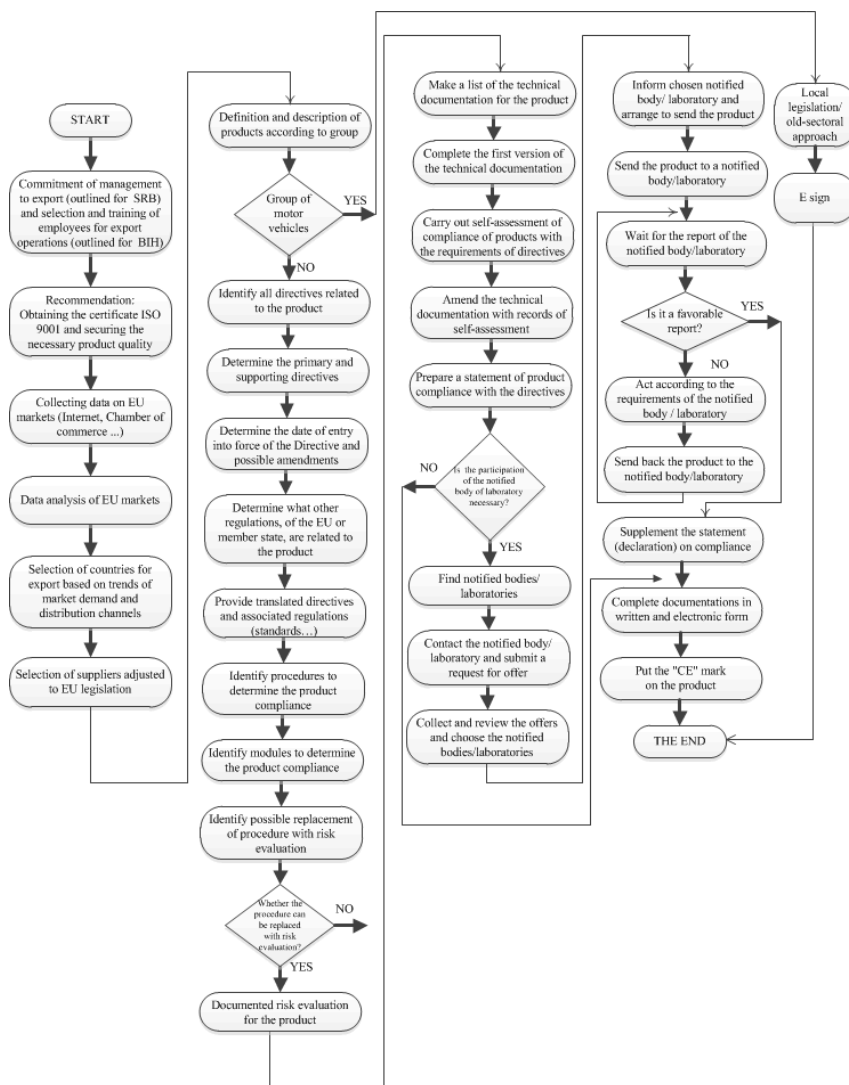 START
Commitment of management
to export (outlined for SRB)
and selection and training of
employees for export
operations (outlined for BIH)
Recommendation:
Obtaining the certificate ISO
9001 and securing the
necessary product quality
Collecting data on EU
markets (Internet, Chamber of
commerce ...)
Data analysis of EU markets
Selection of countries for
export based on trends of
market demand and
distribution channels
Selection of suppliers adjusted
to EU legislation
Definition and description of
products according to group
Group of
motor
vehicles
YES
NO
Identify all directives related
to the product
Determine the primary and
supporting directives
Determine the date of entry
into force of the Directive and
possible amendments
Determine what other
regulations, of the EU or
member state, are related to
the product
Provide translated directives
and associated regulations
(standards…)
Identify procedures to
determine the product
compliance
Identify modules to determine
the product compliance
Identify possible replacement
of procedure with risk
evaluation
Whether the
procedure can
be replaced
with risk
evaluation?
NO
YES
Documented risk evaluation
for the product
Make a list of the technical
documentation for the product
Complete the first version of
the technical documentation
Carry out self-assessment of
compliance of products with
the requirements of directives
Amend the technical
documentation with records of
self-assessment
Prepare a statement of product
compliance with the directives
Is the participation
of the notified
body of laboratory
necessary?
NO
YES
Find notified bodies/
laboratories
Contact the notified body/
laboratory and submit a
request for offer
Collect and review the offers
and choose the notified
bodies/laboratories
Inform chosen notified
body/ laboratory and
arrange to send the product
Send the product to a notified
body/laboratory
Wait for the report of the
notified body/laboratory
Is it a favorable
report?
YES
NO
Act according to the
requirements of the notified
body / laboratory
Send back the product to the
notified body/laboratory
Supplement the statement
(declaration) on compliance
Complete documentations in
written and electronic form
Put the "CE" mark
on the product
THE END
Local
legislation/
old-sectoral
approach
E sign